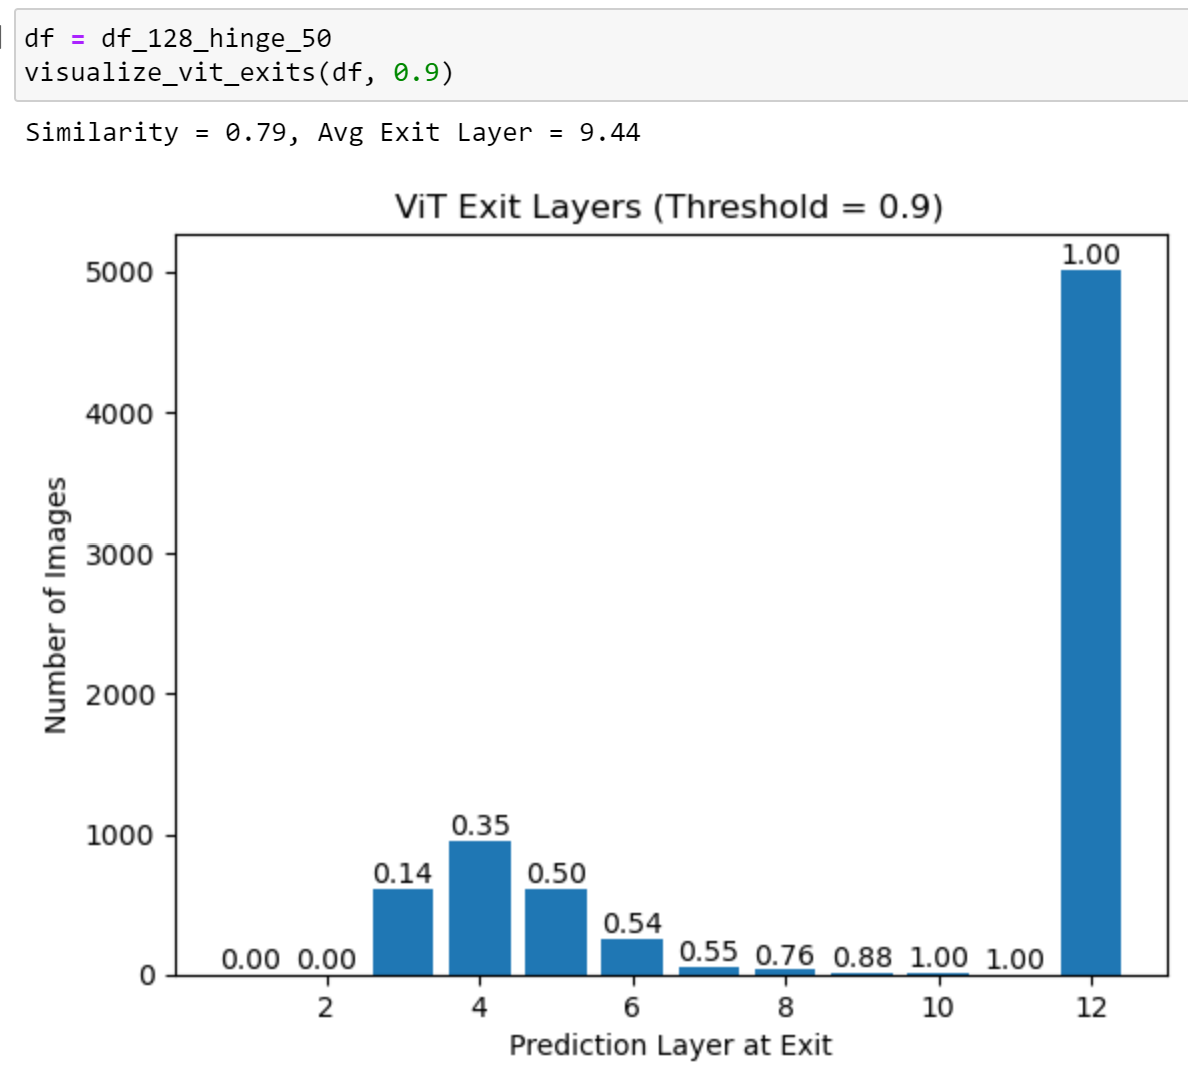 df = df_128_hinge_50
visualize_vit_exits(df, 0.9)
Similarity = 0.79, Avg Exit Layer = 9.44
ViT Exit Layers (Threshold = 0.9)
Number of Images
5000
4000
3000
2000
1000
0
0.00 0.00 0.14 0.35 0.50 0.54 0.55 0.76 0.88 1.00 1.00 1.00
2 4 6 8 10 12
Prediction Layer at Exit